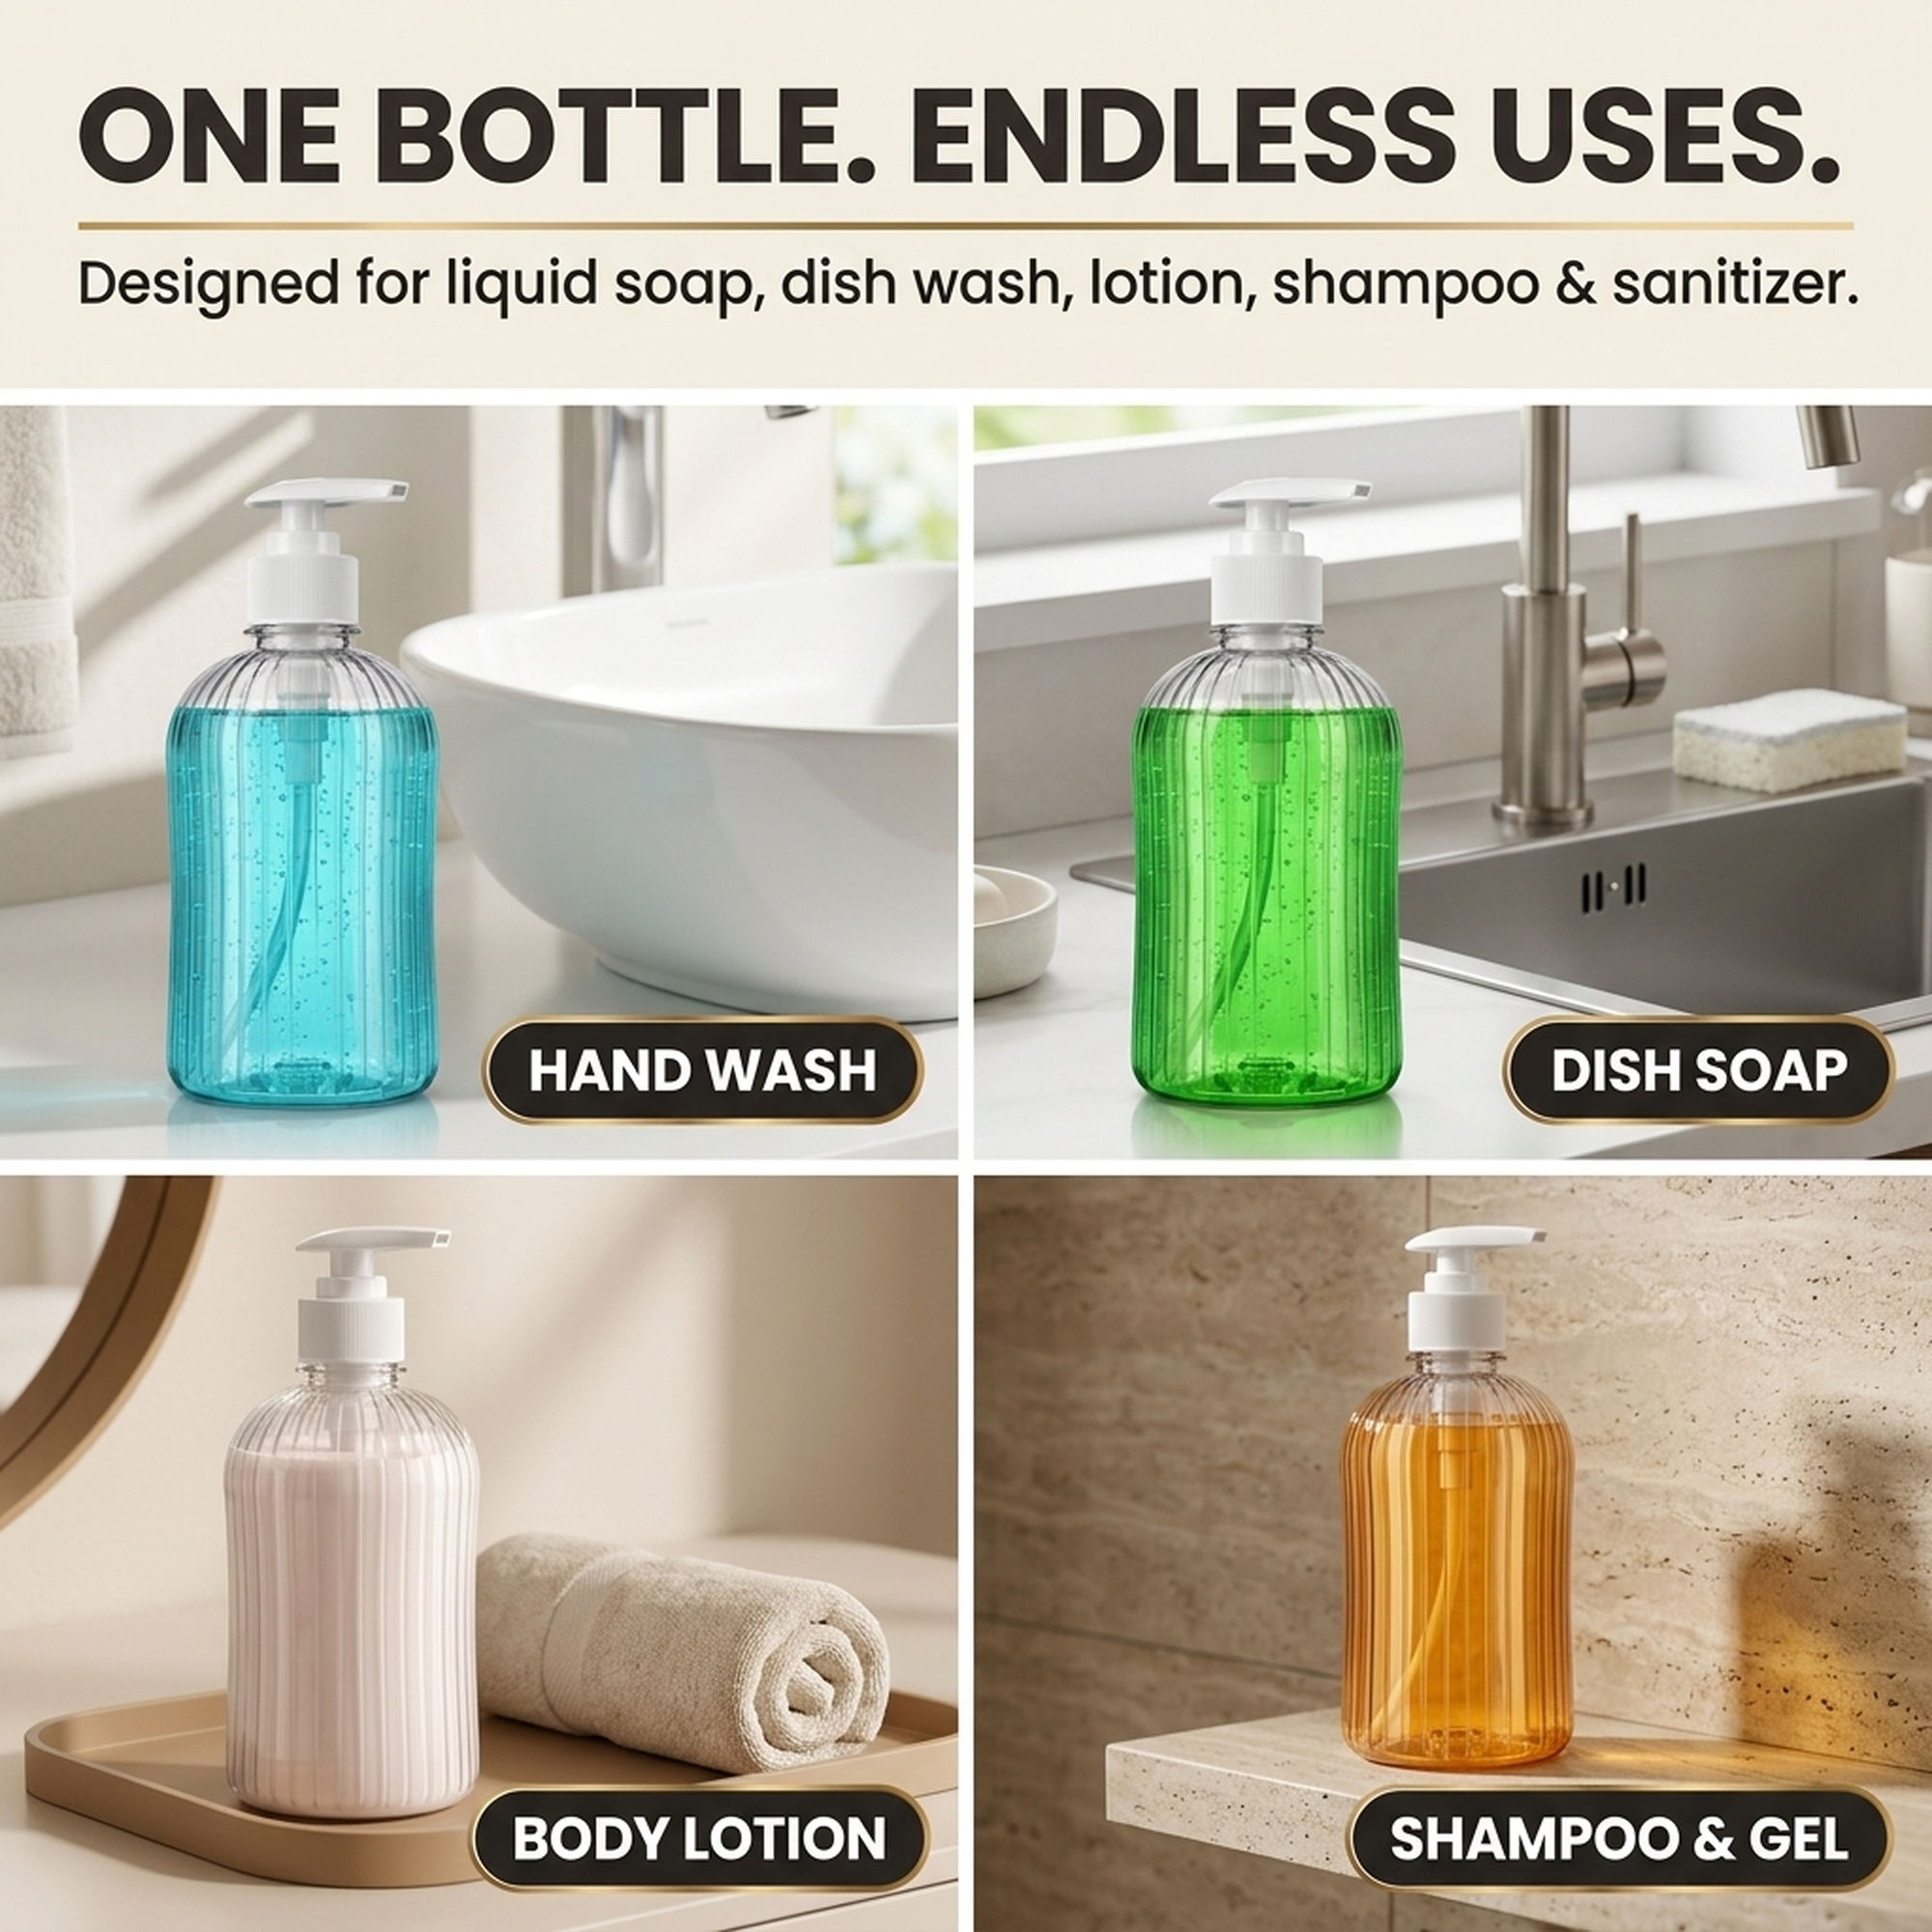 ONE BOTTLE. ENDLESS USES.
Designed for liquid soap, dish wash, lotion, shampoo & sanitizer.
HAND WASH
DISH SOAP
BODY LOTION
SHAMPOO & GEL